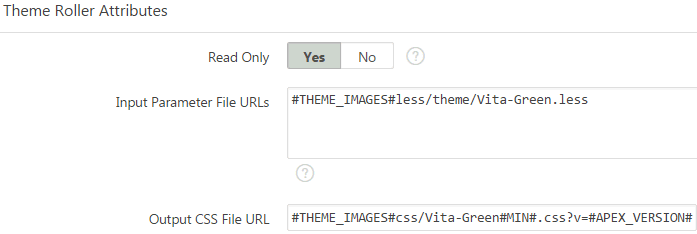 Theme Roller Attributes
Read Only Yes No ?
Input Parameter File URLs #THEME_IMAGES#less/theme/Vita-Green.less
?
Output CSS File URL #THEME_IMAGES#css/Vita-Green#MIN#.css?v=#APEX_VERSION#